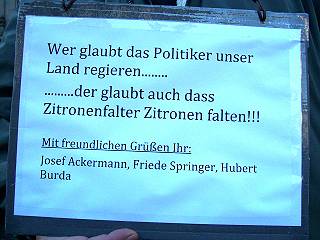 Wer glaubt das Politiker unser
Land regieren........
.........der glaubt auch dass
Zitronenfalter Zitronen falten!!!
Mit freundlichen Grüßen Ihr:
Josef Ackermann, Friede Springer, Hubert
Burda